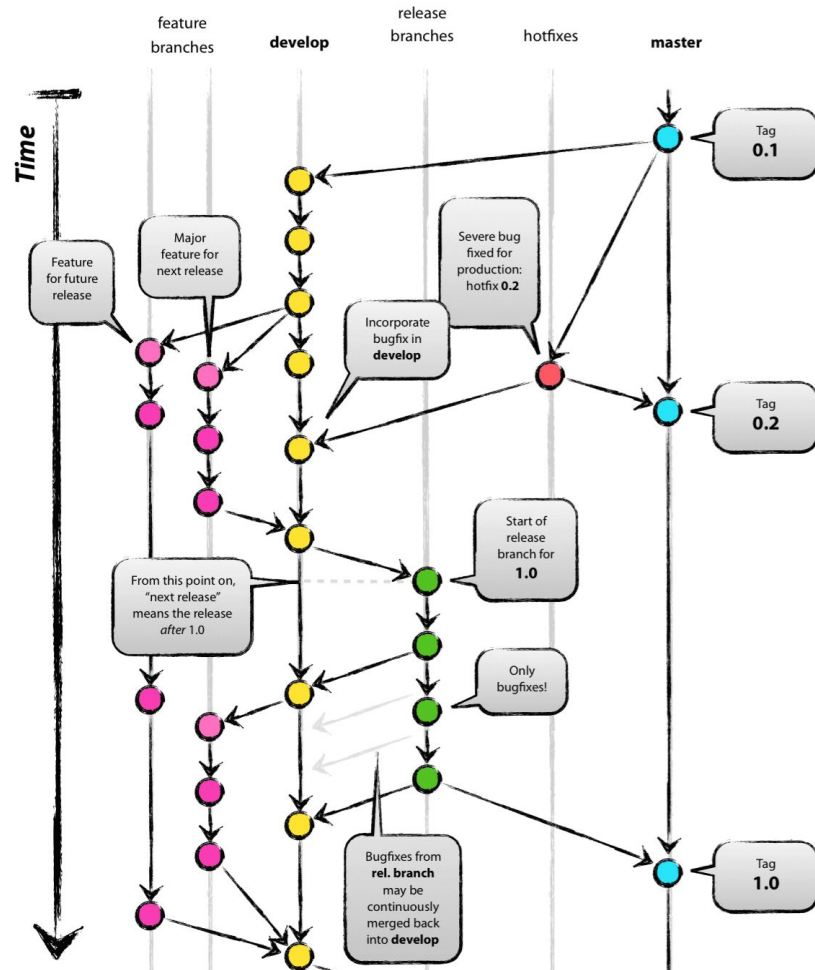 feature
branches
develop
release
branches
hotfixes
master
Time
Tag
0.1
Major
feature for
next release
Severe bug
fixed for
production:
hotfix 0.2
Feature
for future
release
Incorporate
bugfix in
develop
Tag
0.2
Start of
release
branch for
1.0
From this point on,
“next release”
means the release
after 1.0
Only
bugfixes!
Bugfixes from
rel. branch
may be
continuously
merged back
into develop
Tag
1.0